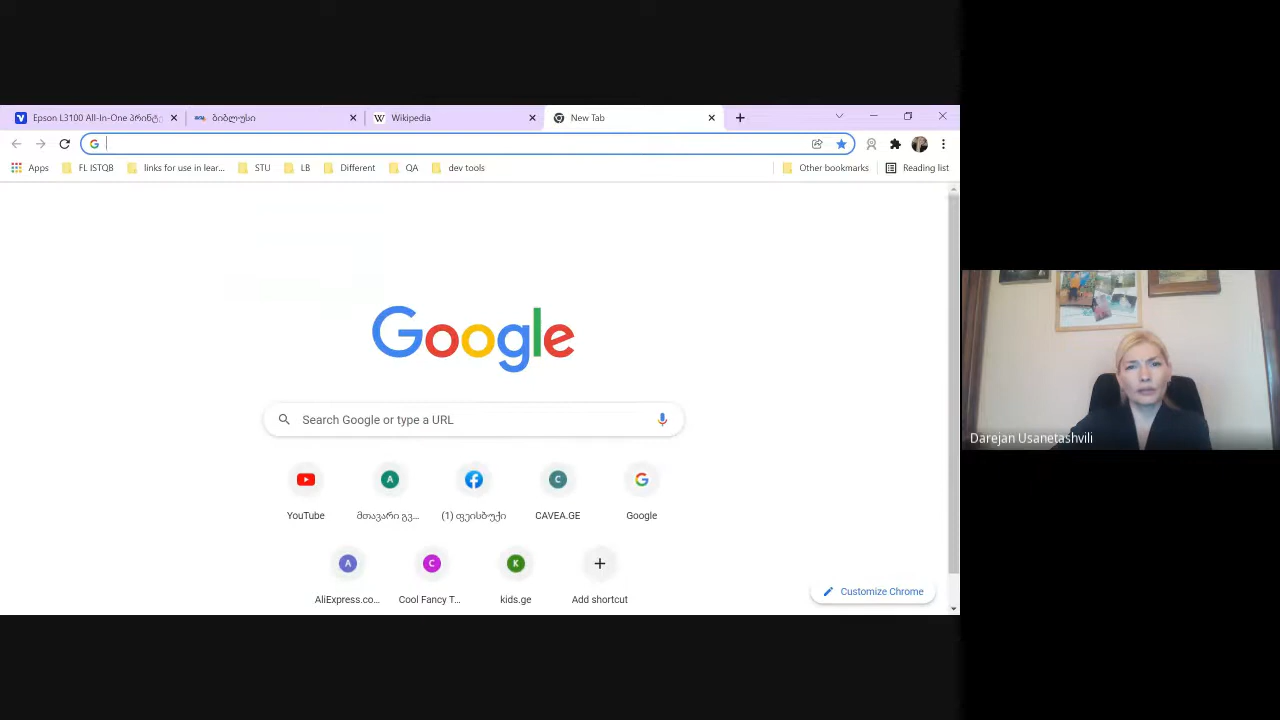 Epson L3100 All-In-One პრინტე
ბიბლუსი
Wikipedia
New Tab
Apps
FL ISTQB
links for use in lear...
STU
LB
Different
QA
dev tools
Other bookmarks
Reading list
Google
Search Google or type a URL
YouTube
მთავარი გვ...
(1) ფეისბუქი
CAVEA.GE
Google
AliExpress.co...
Cool Fancy T...
kids.ge
Add shortcut
Customize Chrome
Darejan Usanetashvili